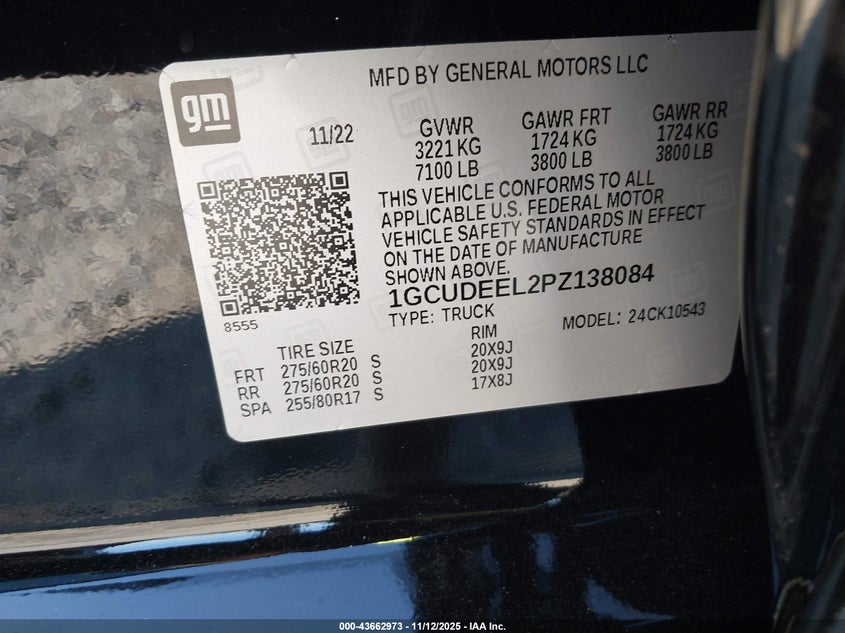 MFD BY GENERAL MOTORS LLC
gm
11/22
GVWR
3221 KG
7100 LB
GAWR FRT
1724 KG
3800 LB
GAWR RR
1724 KG
3800 LB
THIS VEHICLE CONFORMS TO ALL
APPLICABLE U.S. FEDERAL MOTOR
VEHICLE SAFETY STANDARDS IN EFFECT
ON THE DATE OF MANUFACTURE
SHOWN ABOVE.
1GCUDEEL2PZ138084
TYPE: TRUCK
MODEL: 24CK10543
8555
TIRE SIZE
RIM
FRT 275/60R20 S 20X9J
RR 275/60R20 S 20X9J
SPA 255/80R17 S 17X8J
000-43662973 - 11/12/2025 - IAA Inc.